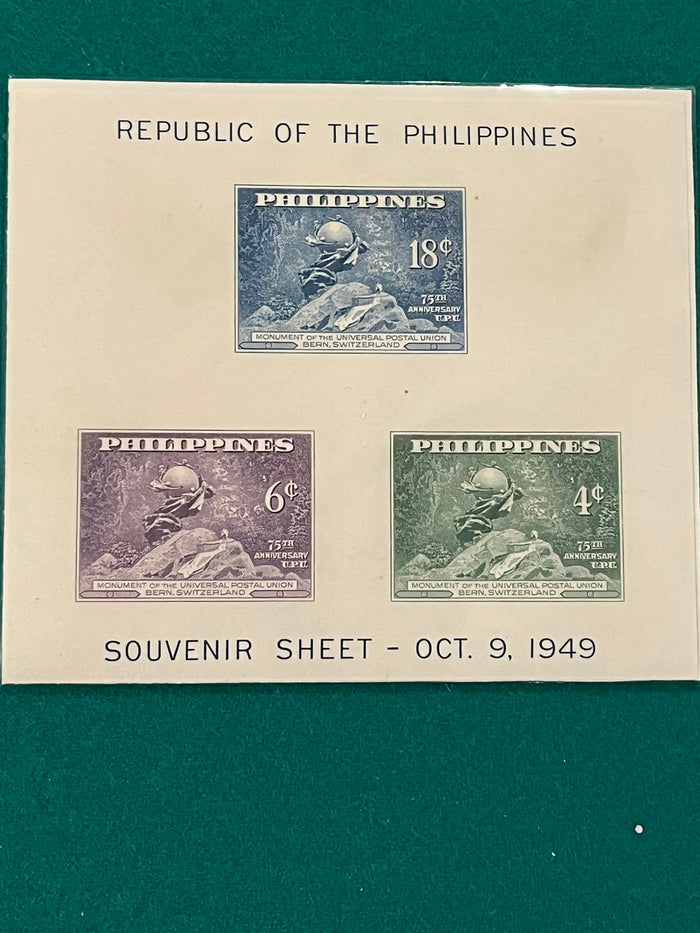 REPUBLIC OF THE PHILIPPINES
PHILIPPINES
18¢
75TH
ANNIVERSARY
U.P.U.
MONUMENT OF THE UNIVERSAL POSTAL UNION
BERN, SWITZERLAND
PHILIPPINES
6¢
75TH
ANNIVERSARY
U.P.U.
MONUMENT OF THE UNIVERSAL POSTAL UNION
BERN, SWITZERLAND
PHILIPPINES
4¢
75TH
ANNIVERSARY
U.P.U.
MONUMENT OF THE UNIVERSAL POSTAL UNION
BERN, SWITZERLAND
SOUVENIR SHEET – OCT. 9, 1949